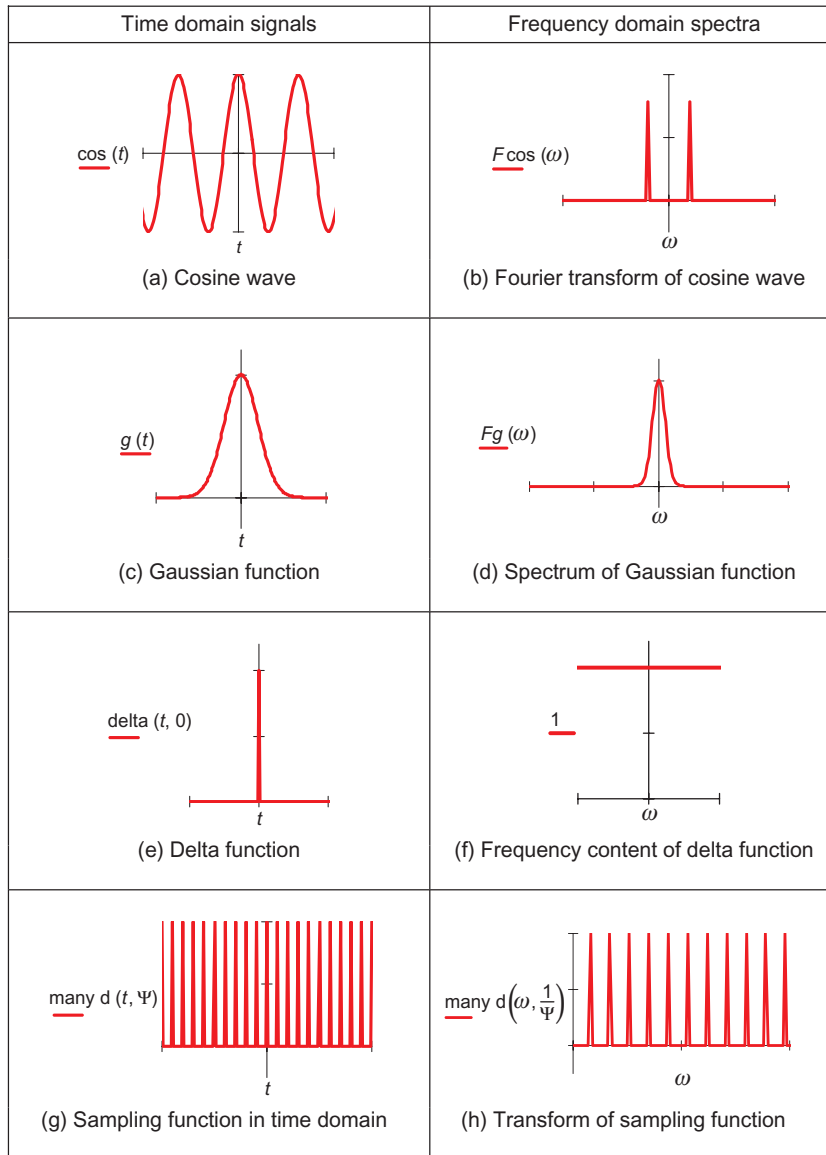 Time domain signals
Frequency domain spectra
cos (t)
t
(a) Cosine wave
F cos (ω)
ω
(b) Fourier transform of cosine wave
g (t)
t
(c) Gaussian function
Fg (ω)
ω
(d) Spectrum of Gaussian function
delta (t, 0)
t
(e) Delta function
1
ω
(f) Frequency content of delta function
many d (t, Ψ)
t
(g) Sampling function in time domain
many d(ω, 1/Ψ)
ω
(h) Transform of sampling function